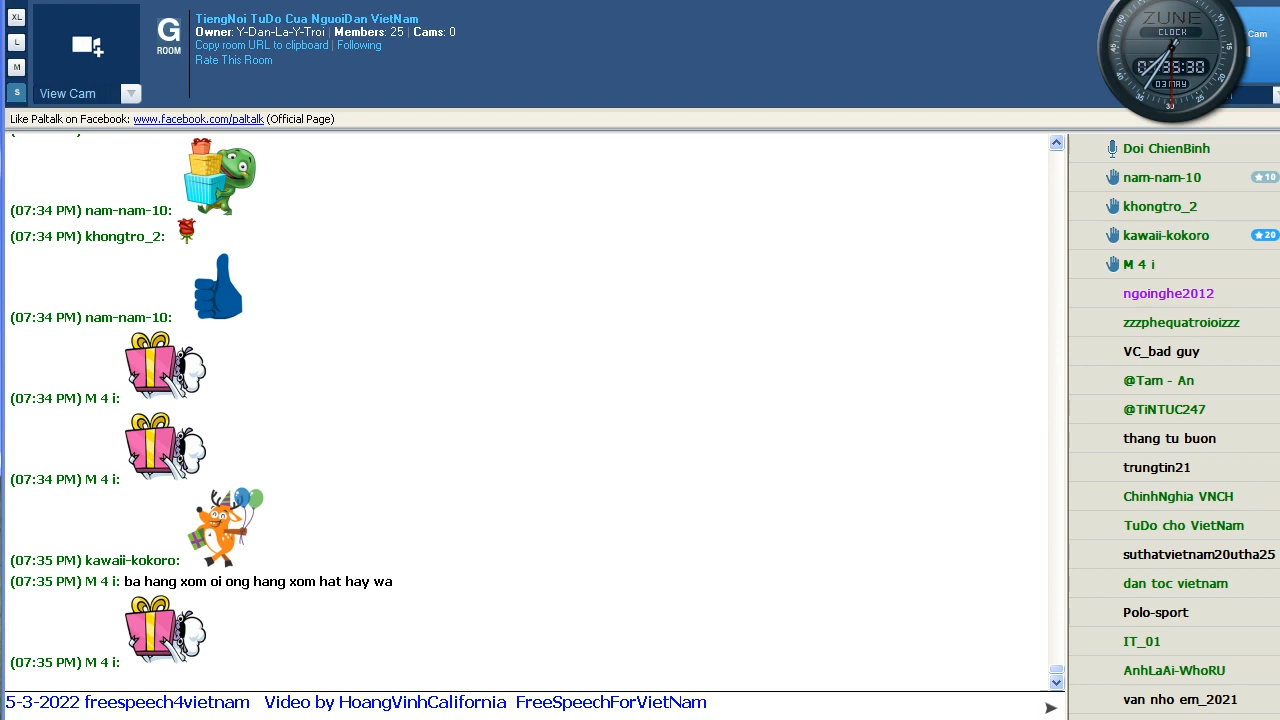 XL
L
M
S
View Cam
G
ROOM
TiengNoi TuDo Cua NguoiDan VietNam
Owner: Y-Dan-La-Y-Troi | Members: 25 | Cams: 0
Copy room URL to clipboard | Following
Rate This Room
ZUNE
CLOCK
03 MAY
Cam
Like Paltalk on Facebook: www.facebook.com/paltalk (Official Page)
(07:34 PM) nam-nam-10:
(07:34 PM) khongtro_2:
(07:34 PM) nam-nam-10:
(07:34 PM) M 4 i:
(07:34 PM) M 4 i:
(07:35 PM) kawaii-kokoro:
(07:35 PM) M 4 i: ba hang xom oi ong hang xom hat hay wa
(07:35 PM) M 4 i:
5-3-2022 freespeech4vietnam Video by HoangVinhCalifornia FreeSpeechForVietNam
Doi ChienBinh
nam-nam-10 10
khongtro_2
kawaii-kokoro 20
M 4 i
ngoinghe2012
zzzphequatroioizzz
VC_bad guy
@Tam - An
@TiNTUC247
thang tu buon
trungtin21
ChinhNghia VNCH
TuDo cho VietNam
suthatvietnam20utha25
dan toc vietnam
Polo-sport
IT_01
AnhLaAi-WhoRU
van nho em_2021